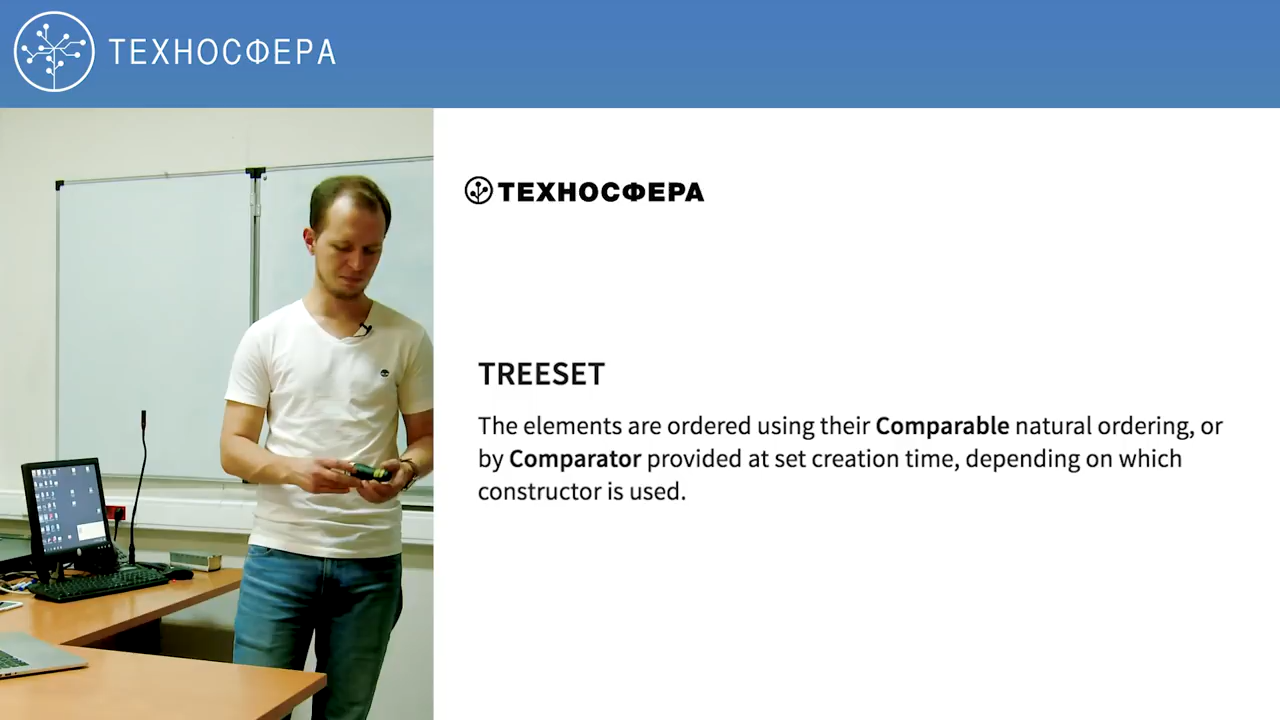 ТЕХНОСФЕРА
ТЕХНОСФЕРА
TREESET
The elements are ordered using their Comparable natural ordering, or
by Comparator provided at set creation time, depending on which
constructor is used.